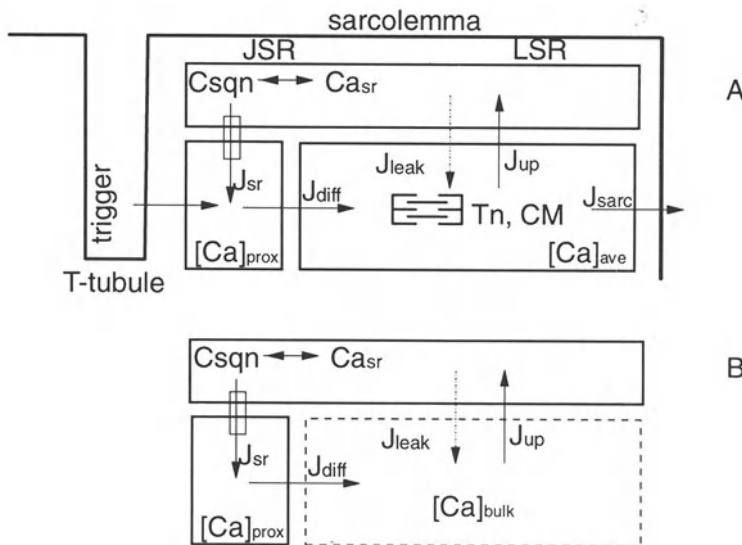 sarcolemma
JSR LSR
A
Csqn Casr
Jleak Jup
Jsr Jdiff Jsarc
trigger
Tn, CM
[Ca]prox [Ca]ave
T-tubule
B
Csqn Casr
Jleak Jup
Jsr Jdiff
[Ca]prox [Ca]bulk